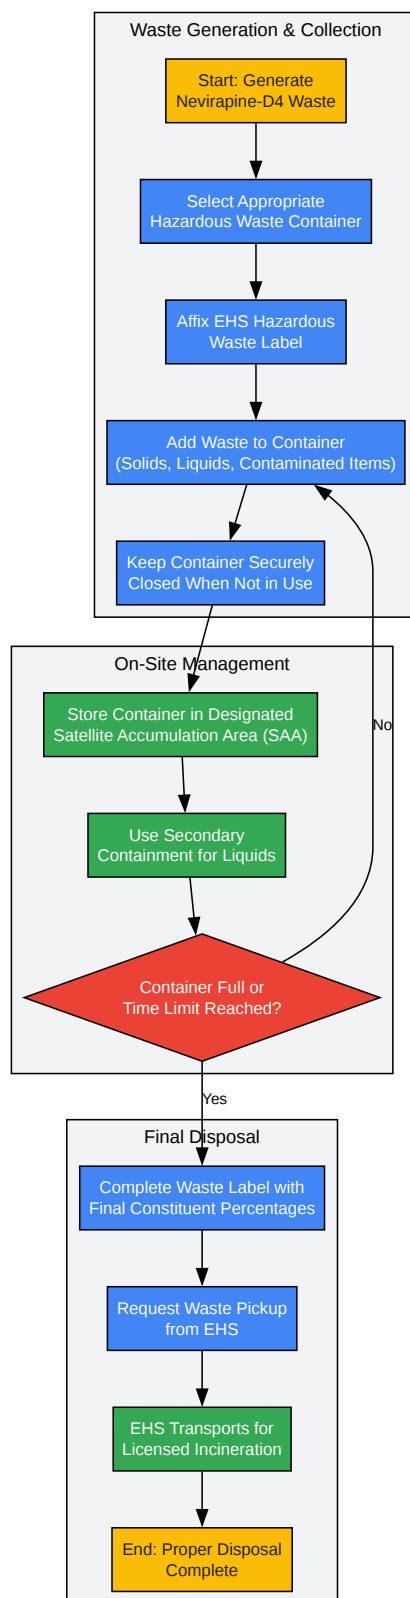 Waste Generation & Collection
Start: Generate
Nevirapine-D4 Waste
Select Appropriate
Hazardous Waste Container
Affix EHS Hazardous
Waste Label
Add Waste to Container
(Solids, Liquids, Contaminated Items)
Keep Container Securely
Closed When Not in Use
On-Site Management
Store Container in Designated
Satellite Accumulation Area (SAA)
No
Use Secondary
Containment for Liquids
Container Full or
Time Limit Reached?
Yes
Final Disposal
Complete Waste Label with
Final Constituent Percentages
Request Waste Pickup
from EHS
EHS Transports for
Licensed Incineration
End: Proper Disposal
Complete